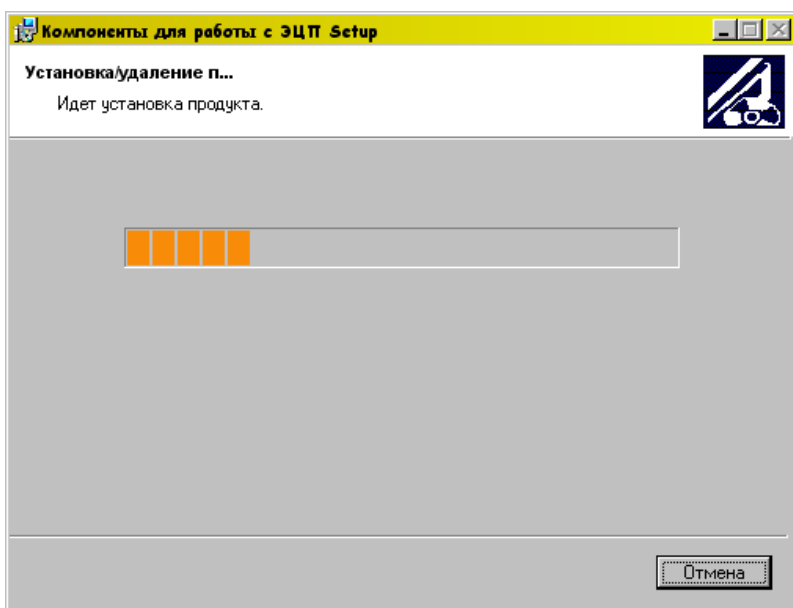 Компоненты для работы с ЭЦП Setup
Установка/удаление п...
Идет установка продукта.
Отмена